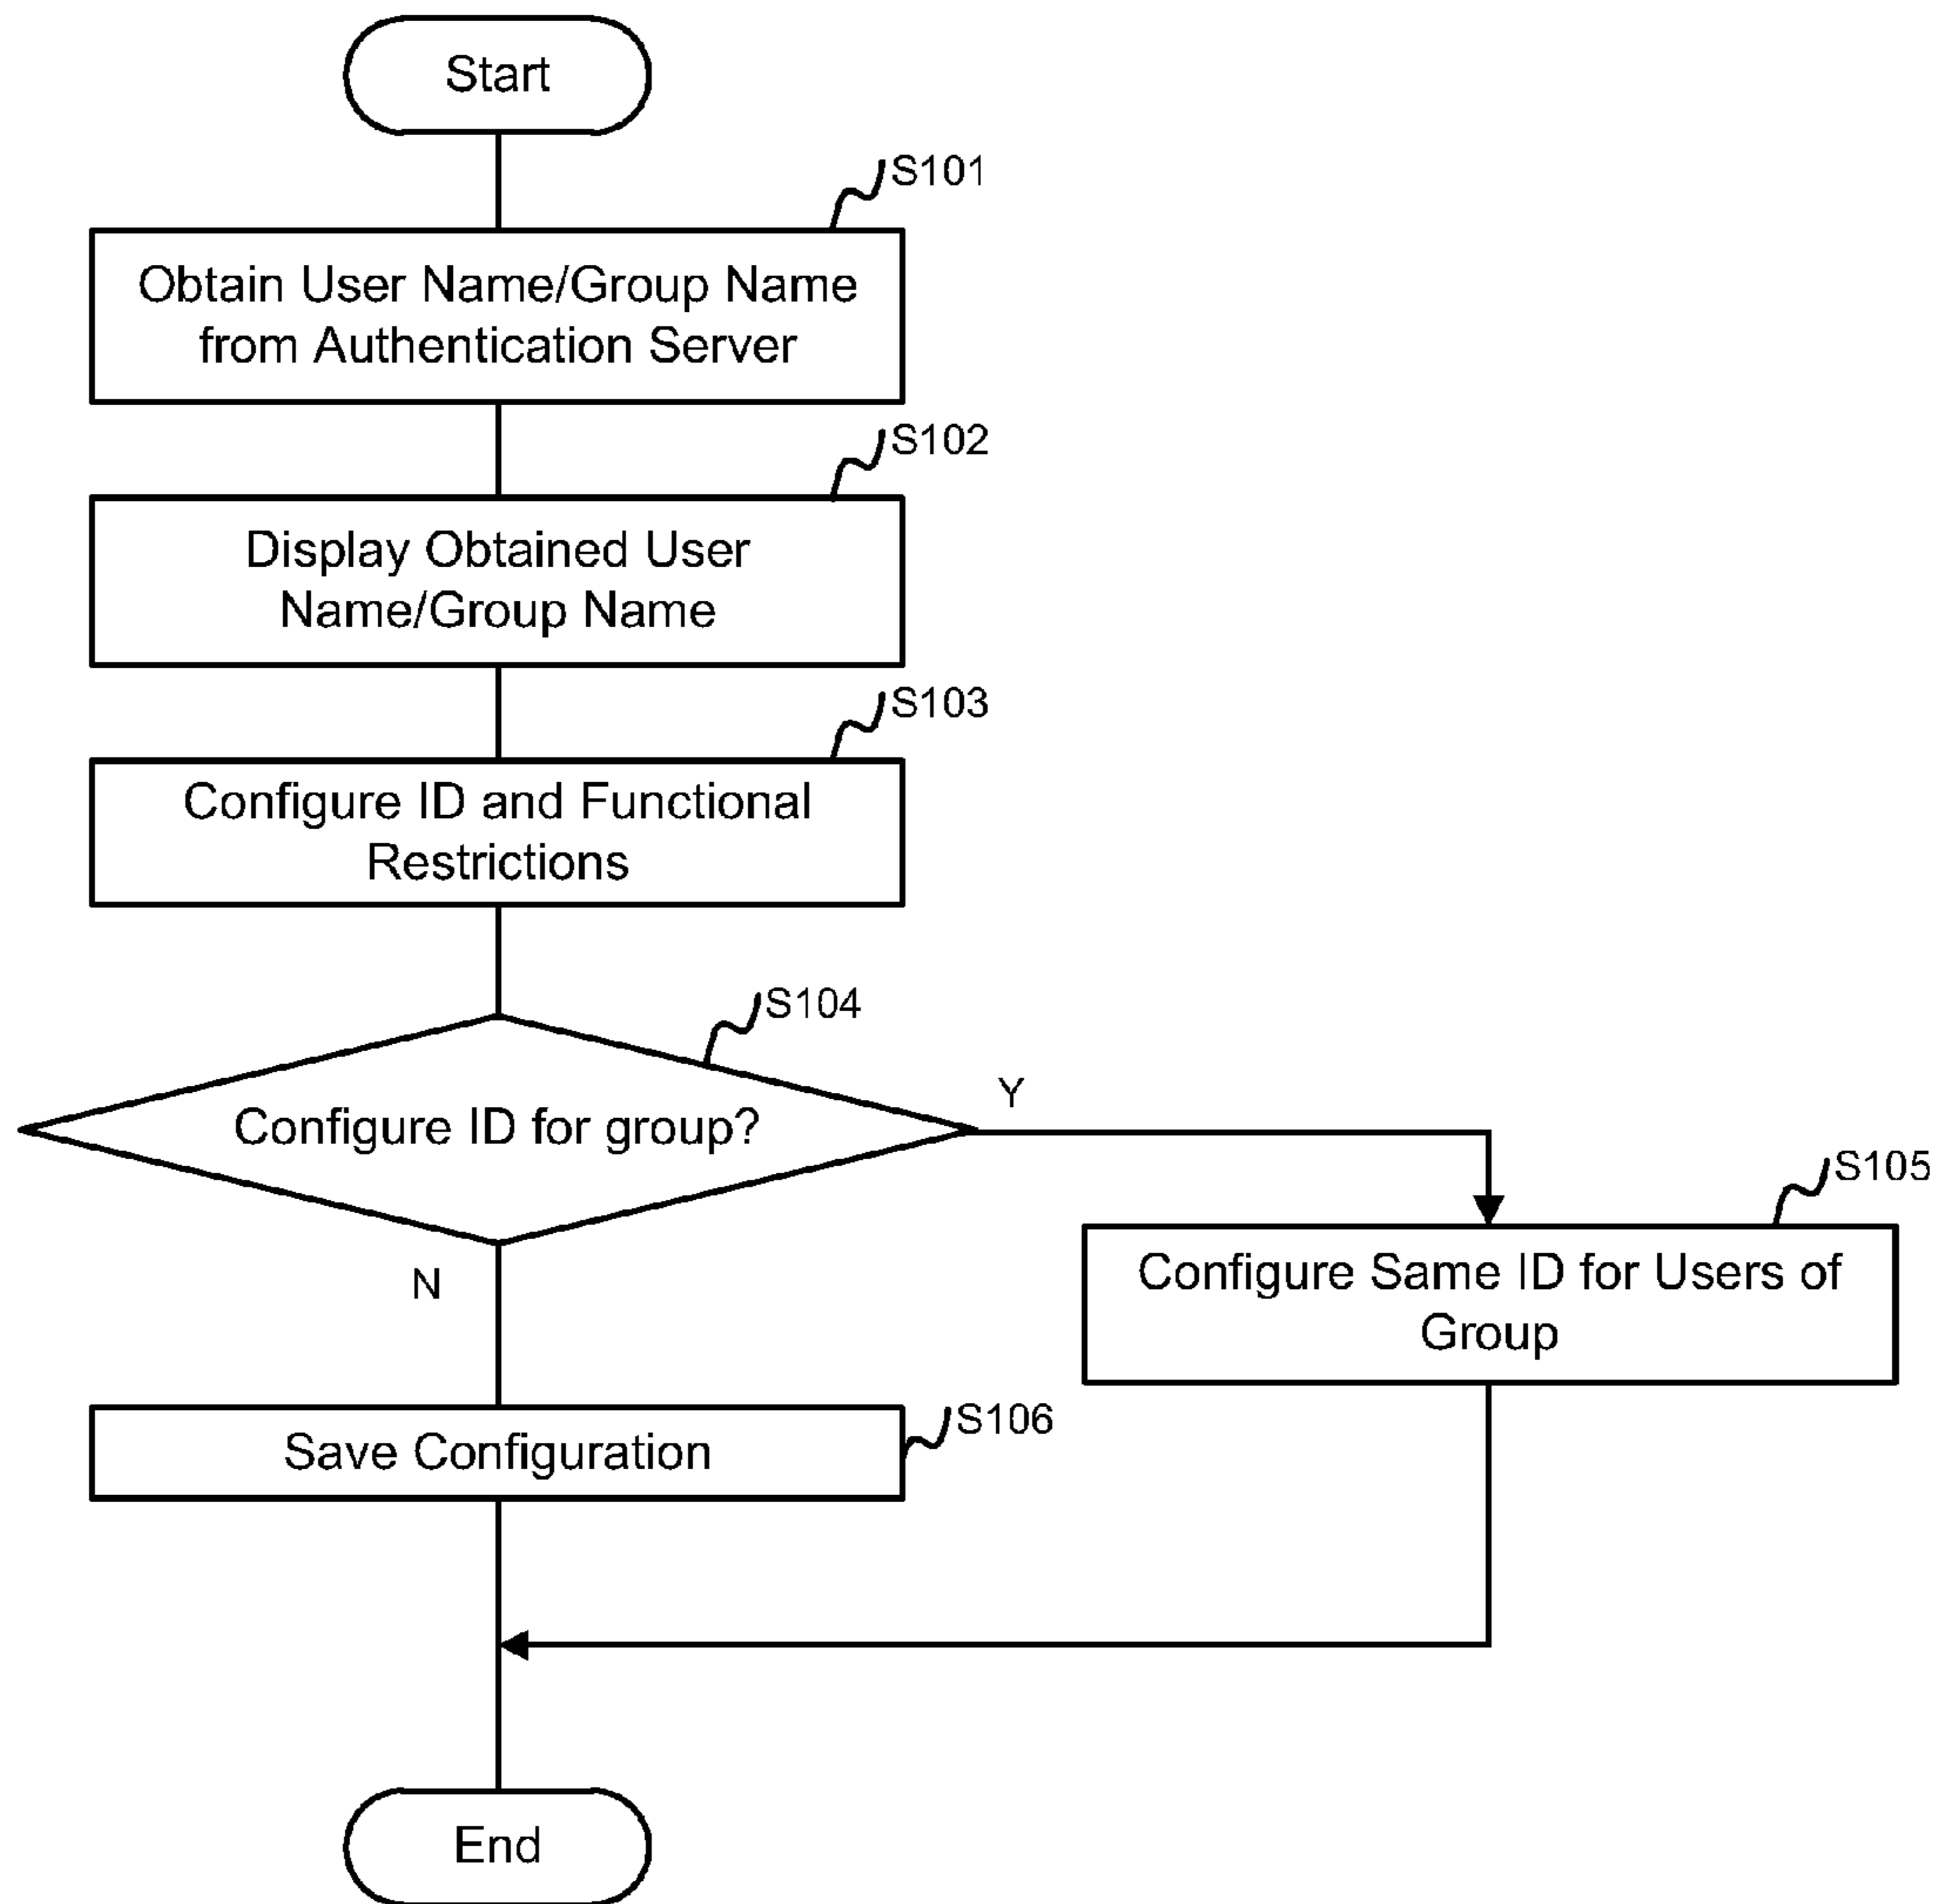 Start
S101
Obtain User Name/Group Name
from Authentication Server
S102
Display Obtained User
Name/Group Name
S103
Configure ID and Functional
Restrictions
S104
Configure ID for group?
Y
N
S105
Configure Same ID for Users of
Group
S106
Save Configuration
End